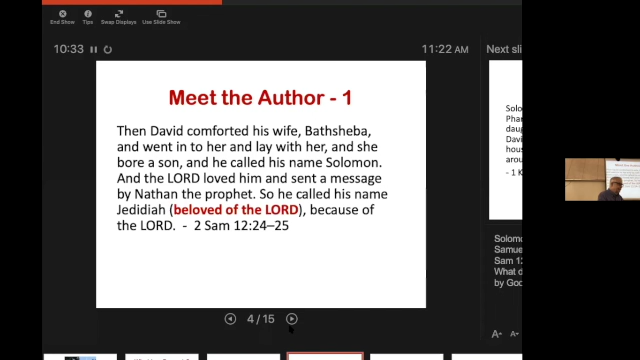 End Show
Tips
Swap Displays
Use Slide Show
10:33
11:22 AM
Next sli
Meet the Author - 1
Then David comforted his wife, Bathsheba,
and went in to her and lay with her, and she
bore a son, and he called his name Solomon.
And the LORD loved him and sent a message
by Nathan the prophet. So he called his name
Jedidiah (beloved of the LORD), because of
the LORD. - 2 Sam 12:24–25
4 / 15
Solo
Phar
daug
Davi
hous
arou
- 1 K
Solomo
Samue
Sam 12
What d
by God
A+ A+